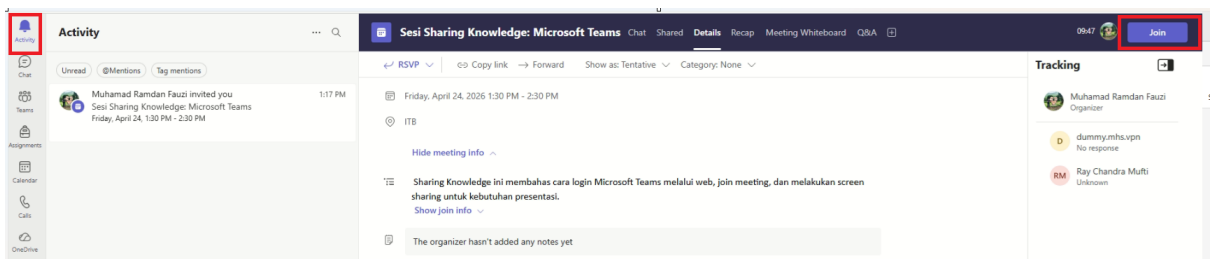 Activity
Chat
Teams
Assignments
Calendar
Calls
OneDrive
Activity
...
Unread
@Mentions
Tag mentions
Muhamad Ramdan Fauzi invited you 1:17 PM
Sesi Sharing Knowledge: Microsoft Teams
Friday, April 24, 1:30 PM - 2:30 PM
Sesi Sharing Knowledge: Microsoft Teams Chat Shared Details Recap Meeting Whiteboard Q&A
09:47
Join
RSVP Copy link Forward Show as: Tentative Category: None
Friday, April 24, 2026 1:30 PM - 2:30 PM
ITB
Hide meeting info
Sharing Knowledge ini membahas cara login Microsoft Teams melalui web, join meeting, dan melakukan screen
sharing untuk kebutuhan presentasi.
Show join info
The organizer hasn't added any notes yet
Tracking
Muhamad Ramdan Fauzi
Organizer
D
dummy.mhs.vpn
No response
RM
Ray Chandra Mufti
Unknown